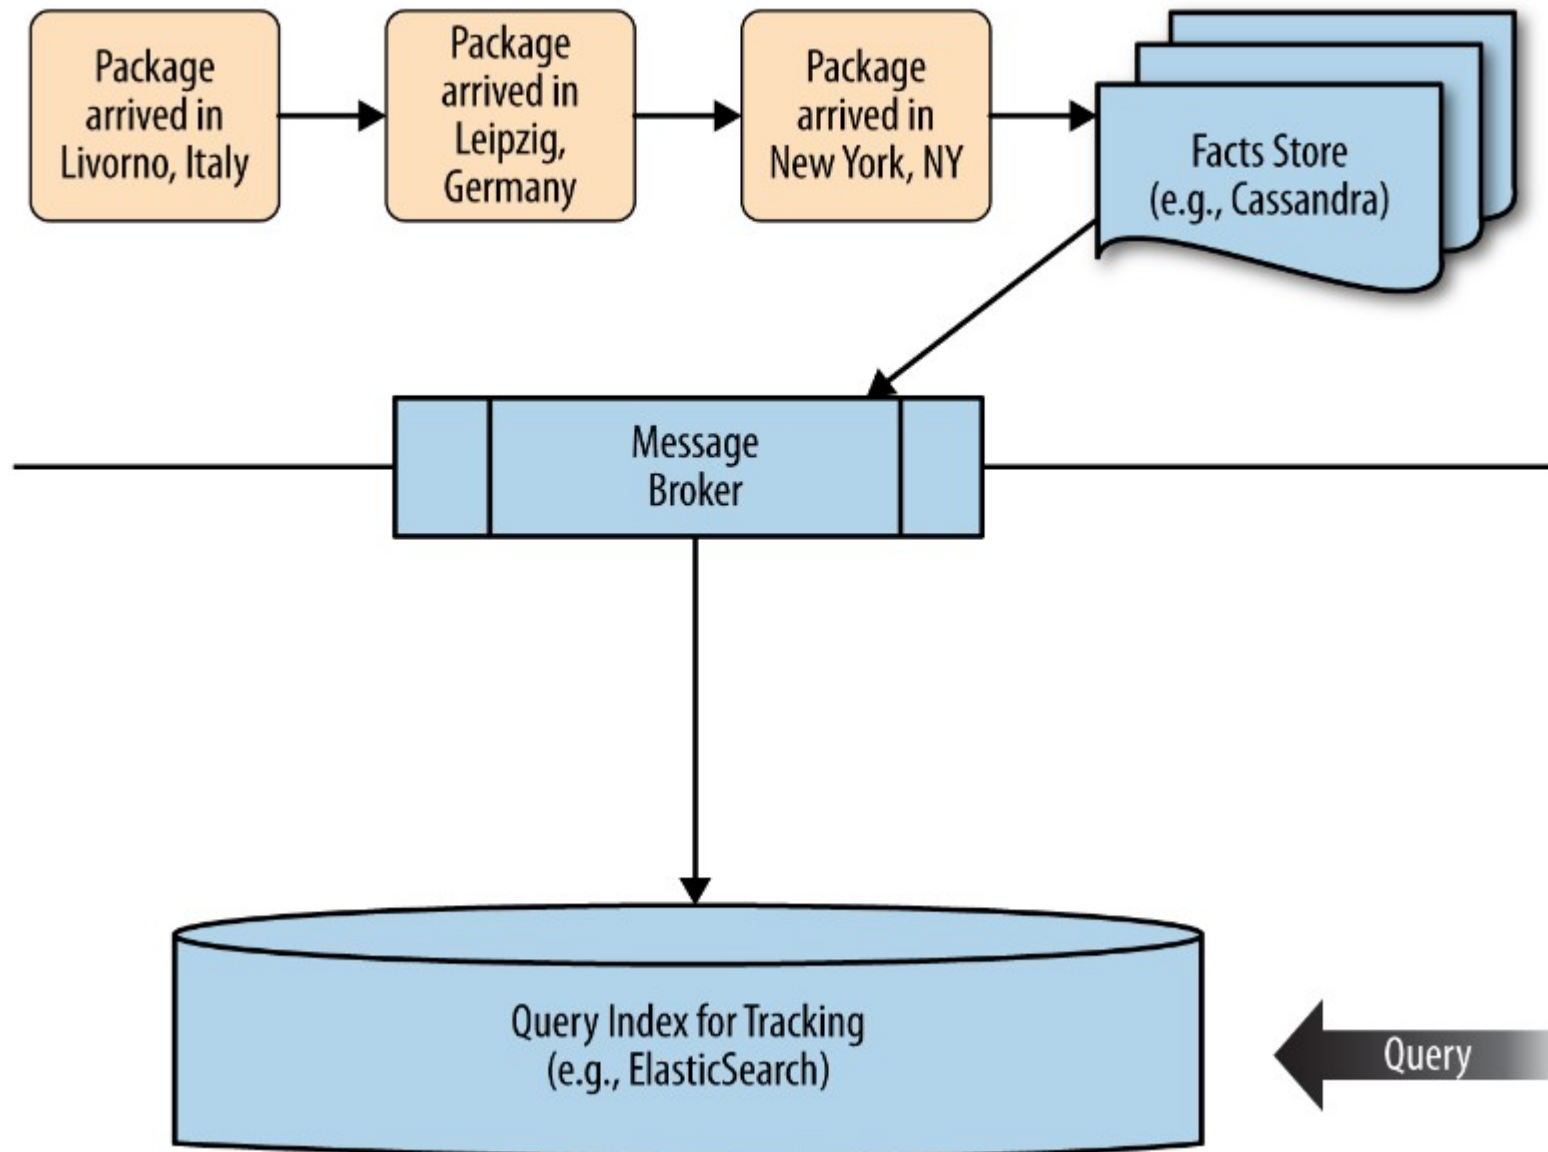 Package
arrived in
Livorno, Italy
Package
arrived in
Leipzig,
Germany
Package
arrived in
New York, NY
Facts Store
(e.g., Cassandra)
Message
Broker
Query Index for Tracking
(e.g., ElasticSearch)
Query